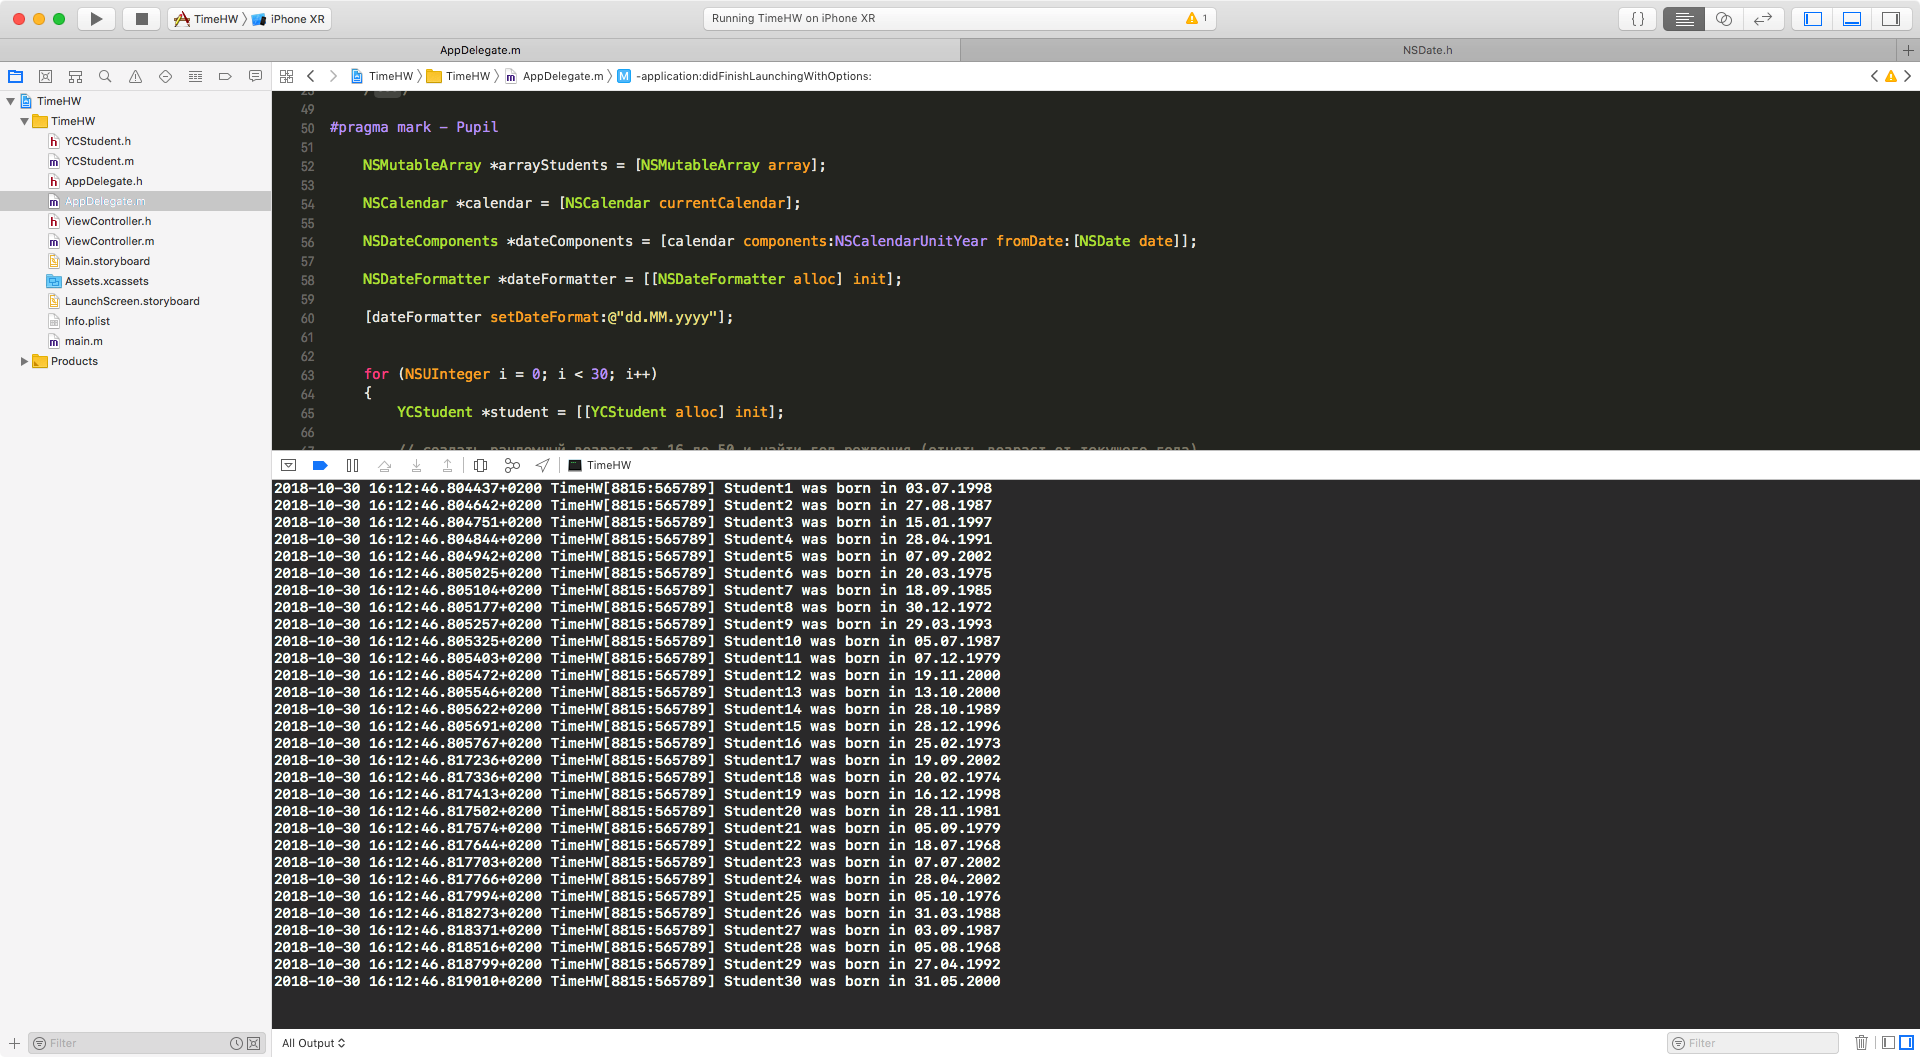 TimeHW iPhone XR
Running TimeHW on iPhone XR
1
AppDelegate.m
NSDate.h
TimeHW TimeHW AppDelegate.m -application:didFinishLaunchingWithOptions:
TimeHW
TimeHW
YCStudent.h
YCStudent.m
AppDelegate.h
AppDelegate.m
ViewController.h
ViewController.m
Main.storyboard
Assets.xcassets
LaunchScreen.storyboard
Info.plist
main.m
Products
49
50 #pragma mark – Pupil
51
52 NSMutableArray *arrayStudents = [NSMutableArray array];
53
54 NSCalendar *calendar = [NSCalendar currentCalendar];
55
56 NSDateComponents *dateComponents = [calendar components:NSCalendarUnitYear fromDate:[NSDate date]];
57
58 NSDateFormatter *dateFormatter = [[NSDateFormatter alloc] init];
59
60 [dateFormatter setDateFormat:@"dd.MM.yyyy"];
61
62
63 for (NSUInteger i = 0; i < 30; i++)
64 {
65 YCStudent *student = [[YCStudent alloc] init];
66
TimeHW
2018-10-30 16:12:46.804437+0200 TimeHW[8815:565789] Student1 was born in 03.07.1998
2018-10-30 16:12:46.804642+0200 TimeHW[8815:565789] Student2 was born in 27.08.1987
2018-10-30 16:12:46.804751+0200 TimeHW[8815:565789] Student3 was born in 15.01.1997
2018-10-30 16:12:46.804844+0200 TimeHW[8815:565789] Student4 was born in 28.04.1991
2018-10-30 16:12:46.804942+0200 TimeHW[8815:565789] Student5 was born in 07.09.2002
2018-10-30 16:12:46.805025+0200 TimeHW[8815:565789] Student6 was born in 20.03.1975
2018-10-30 16:12:46.805104+0200 TimeHW[8815:565789] Student7 was born in 18.09.1985
2018-10-30 16:12:46.805177+0200 TimeHW[8815:565789] Student8 was born in 30.12.1972
2018-10-30 16:12:46.805257+0200 TimeHW[8815:565789] Student9 was born in 29.03.1993
2018-10-30 16:12:46.805325+0200 TimeHW[8815:565789] Student10 was born in 05.07.1987
2018-10-30 16:12:46.805403+0200 TimeHW[8815:565789] Student11 was born in 07.12.1979
2018-10-30 16:12:46.805472+0200 TimeHW[8815:565789] Student12 was born in 19.11.2000
2018-10-30 16:12:46.805546+0200 TimeHW[8815:565789] Student13 was born in 13.10.2000
2018-10-30 16:12:46.805622+0200 TimeHW[8815:565789] Student14 was born in 28.10.1989
2018-10-30 16:12:46.805691+0200 TimeHW[8815:565789] Student15 was born in 28.12.1996
2018-10-30 16:12:46.805767+0200 TimeHW[8815:565789] Student16 was born in 25.02.1973
2018-10-30 16:12:46.817236+0200 TimeHW[8815:565789] Student17 was born in 19.09.2002
2018-10-30 16:12:46.817336+0200 TimeHW[8815:565789] Student18 was born in 20.02.1974
2018-10-30 16:12:46.817413+0200 TimeHW[8815:565789] Student19 was born in 16.12.1998
2018-10-30 16:12:46.817502+0200 TimeHW[8815:565789] Student20 was born in 28.11.1981
2018-10-30 16:12:46.817574+0200 TimeHW[8815:565789] Student21 was born in 05.09.1979
2018-10-30 16:12:46.817644+0200 TimeHW[8815:565789] Student22 was born in 18.07.1968
2018-10-30 16:12:46.817703+0200 TimeHW[8815:565789] Student23 was born in 07.07.2002
2018-10-30 16:12:46.817766+0200 TimeHW[8815:565789] Student24 was born in 28.04.2002
2018-10-30 16:12:46.817994+0200 TimeHW[8815:565789] Student25 was born in 05.10.1976
2018-10-30 16:12:46.818273+0200 TimeHW[8815:565789] Student26 was born in 31.03.1988
2018-10-30 16:12:46.818371+0200 TimeHW[8815:565789] Student27 was born in 03.09.1987
2018-10-30 16:12:46.818516+0200 TimeHW[8815:565789] Student28 was born in 05.08.1968
2018-10-30 16:12:46.818799+0200 TimeHW[8815:565789] Student29 was born in 27.04.1992
2018-10-30 16:12:46.819010+0200 TimeHW[8815:565789] Student30 was born in 31.05.2000
Filter
All Output
Filter